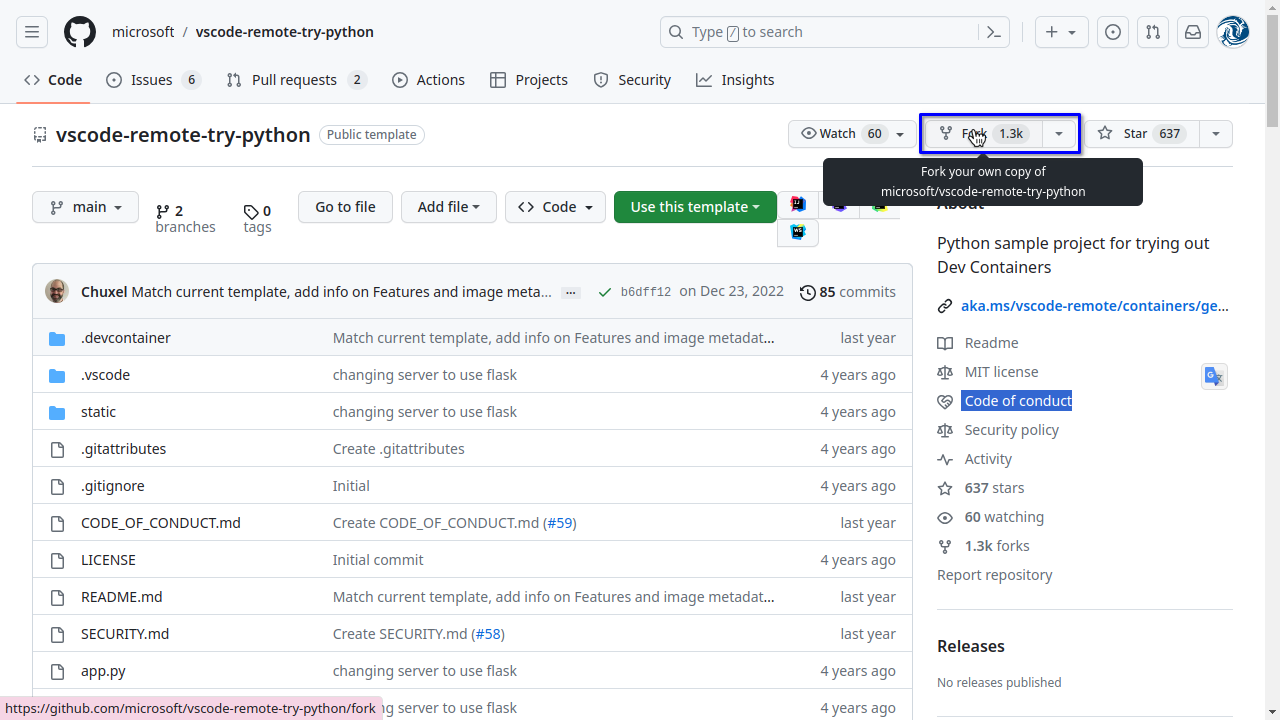 microsoft / vscode-remote-try-python
Type / to search
Code
Issues 6
Pull requests 2
Actions
Projects
Security
Insights
vscode-remote-try-python Public template
Watch 60
Fork 1.3k
Star 637
Fork your own copy of
microsoft/vscode-remote-try-python
main
2
branches
0
tags
Go to file
Add file
Code
Use this template
About
Python sample project for trying out
Dev Containers
aka.ms/vscode-remote/containers/ge...
Readme
MIT license
Code of conduct
Security policy
Activity
637 stars
60 watching
1.3k forks
Report repository
Releases
No releases published
Chuxel Match current template, add info on Features and image meta... b6dff12 on Dec 23, 2022 85 commits
.devcontainer Match current template, add info on Features and image metadat... last year
.vscode changing server to use flask 4 years ago
static changing server to use flask 4 years ago
.gitattributes Create .gitattributes 4 years ago
.gitignore Initial 4 years ago
CODE_OF_CONDUCT.md Create CODE_OF_CONDUCT.md (#59) last year
LICENSE Initial commit 4 years ago
README.md Match current template, add info on Features and image metadat... last year
SECURITY.md Create SECURITY.md (#58) last year
app.py changing server to use flask 4 years ago
server to use flask 4 years ago
https://github.com/microsoft/vscode-remote-try-python/fork